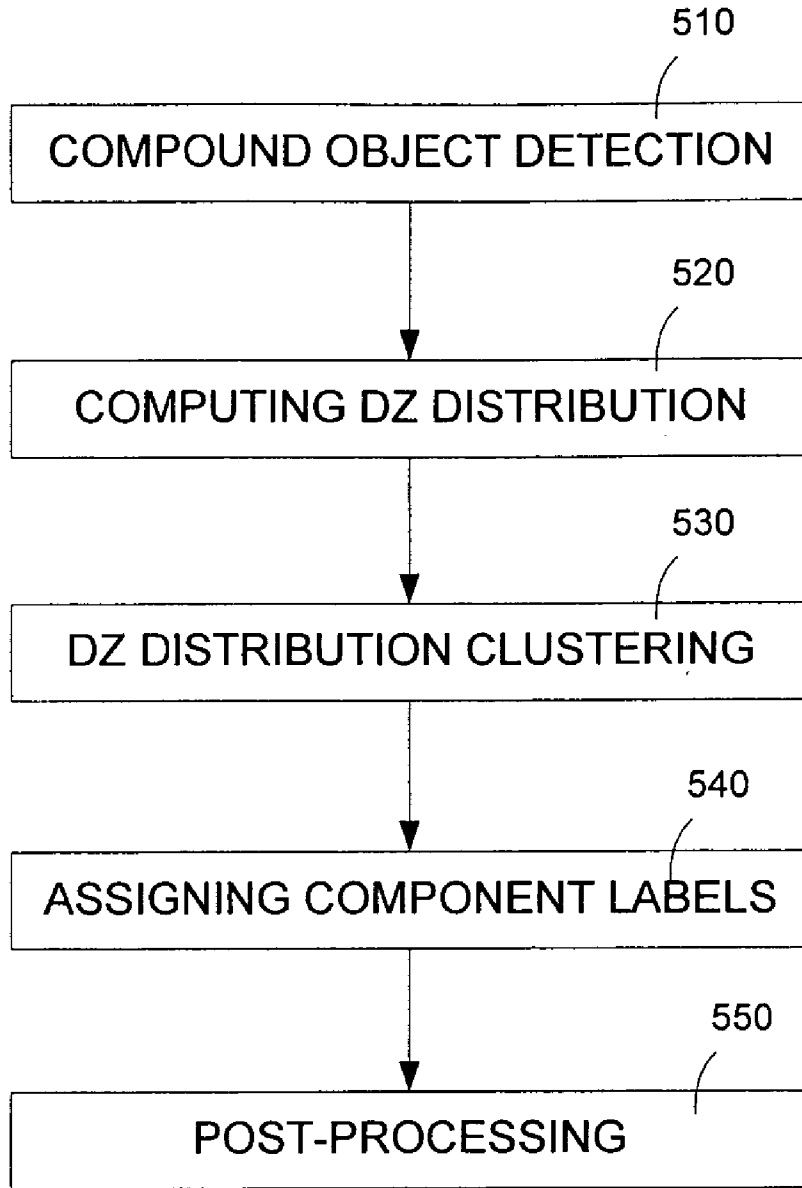 510
COMPOUND OBJECT DETECTION
520
COMPUTING DZ DISTRIBUTION
530
DZ DISTRIBUTION CLUSTERING
540
ASSIGNING COMPONENT LABELS
550
POST-PROCESSING